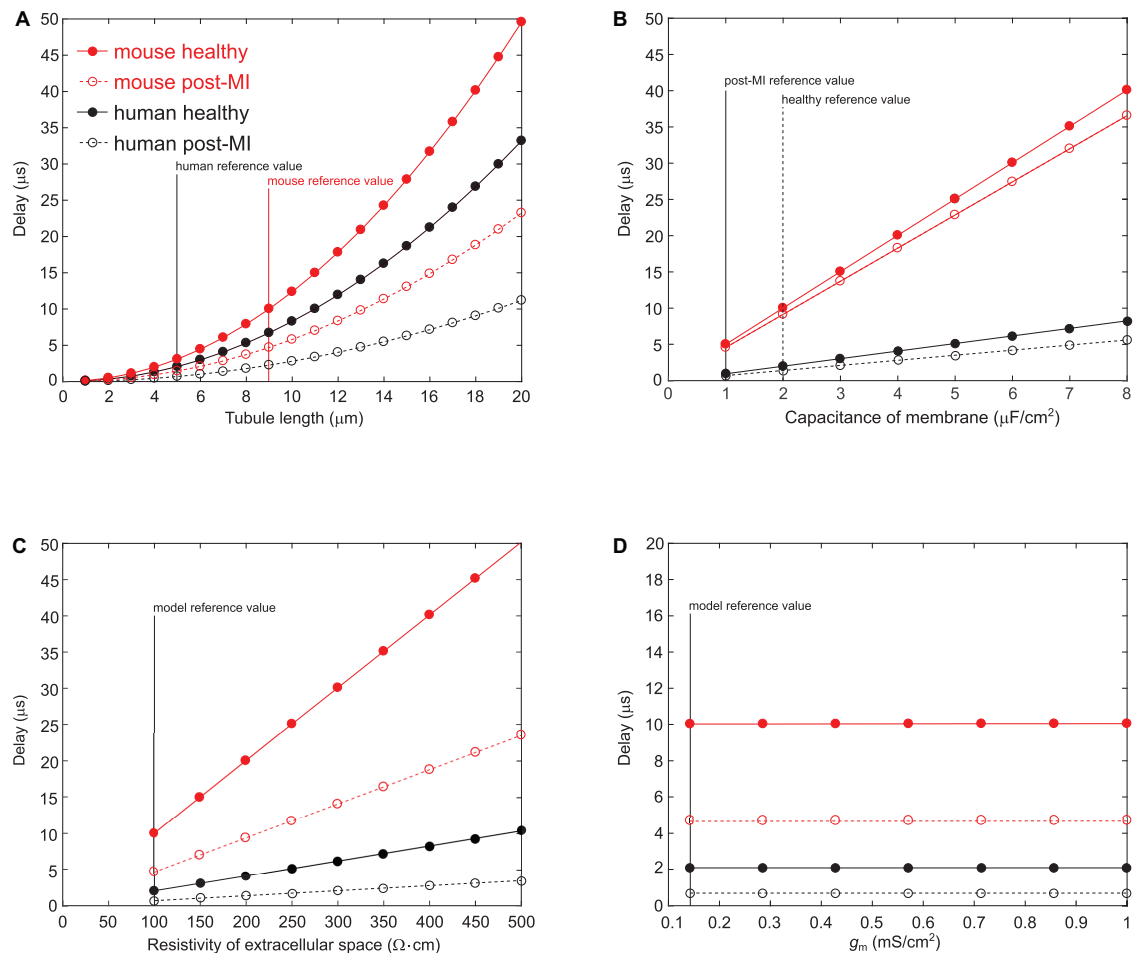 A
50
45
40
35
30
25
20
15
10
5
0
Delay (μs)
mouse healthy
mouse post-MI
human healthy
human post-MI
human reference value
mouse reference value
0 2 4 6 8 10 12 14 16 18 20
Tubule length (μm)
B
50
45
40
35
30
25
20
15
10
5
0
Delay (μs)
post-MI reference value
healthy reference value
0 1 2 3 4 5 6 7 8
Capacitance of membrane (μF/cm²)
C
50
45
40
35
30
25
20
15
10
5
0
Delay (μs)
model reference value
0 50 100 150 200 250 300 350 400 450 500
Resistivity of extracellular space (Ω·cm)
D
20
18
16
14
12
10
8
6
4
2
0
Delay (μs)
model reference value
0.1 0.2 0.3 0.4 0.5 0.6 0.7 0.8 0.9 1
gm (mS/cm²)